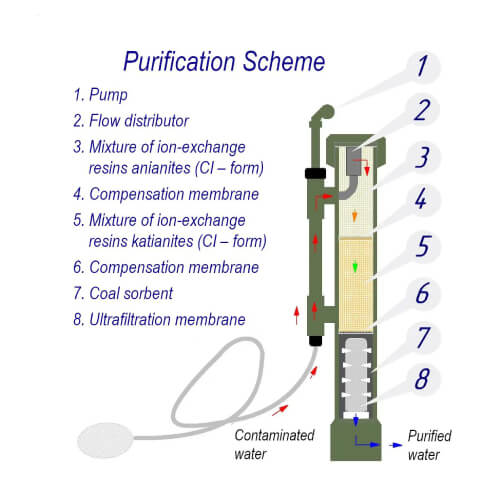 Purification Scheme
1. Pump
2. Flow distributor
3. Mixture of ion-exchange
resins anianites (CI – form)
4. Compensation membrane
5. Mixture of ion-exchange
resins katianites (CI – form)
6. Compensation membrane
7. Coal sorbent
8. Ultrafiltration membrane
1
2
3
4
5
6
7
8
Contaminated
water
Purified
water